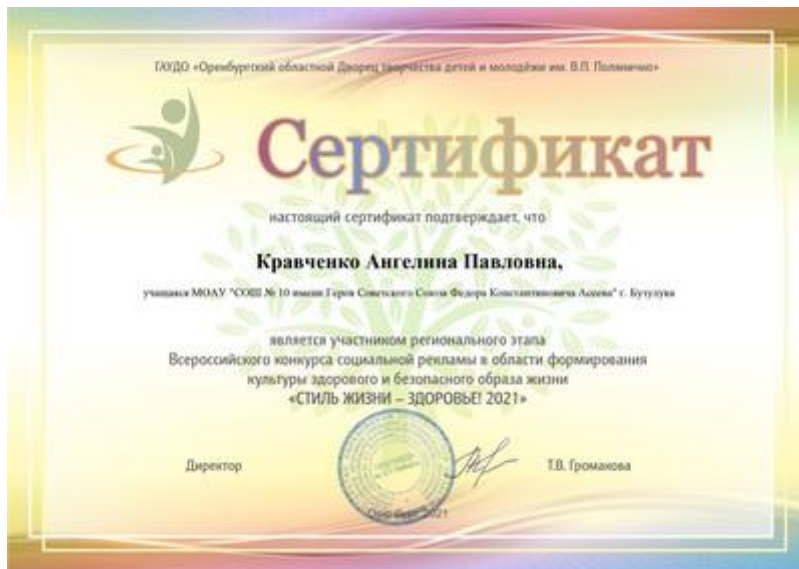 ГАУДО «Оренбургский областной Дворец творчества детей и молодёжи им. В.П. Поляничко»
Сертификат
настоящий сертификат подтверждает, что
Кравченко Ангелина Павловна,
учащаяся МОАУ "СОШ № 10 имени Героя Советского Союза Федора Константиновича Асеева" г. Бузулука
является участником регионального этапа
Всероссийского конкурса социальной рекламы в области формирования
культуры здорового и безопасного образа жизни
«СТИЛЬ ЖИЗНИ – ЗДОРОВЬЕ! 2021»
Директор
Т.В. Громакова
Оренбург 2021